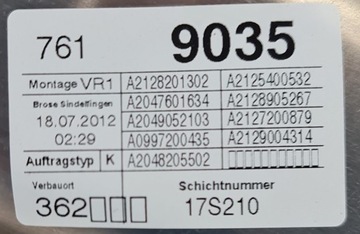 761 9035
Montage VR1 A2128201302 A2125400532
Brose Sindelfingen A2047601634 A2128905267
18.07.2012 A2049052103 A2127200879
02:29 A0997200435 A2129004314
Auftragstyp K A2048205502 □□□□□□□□□□□
Verbauort Schichtnummer
362□□□ 17S210